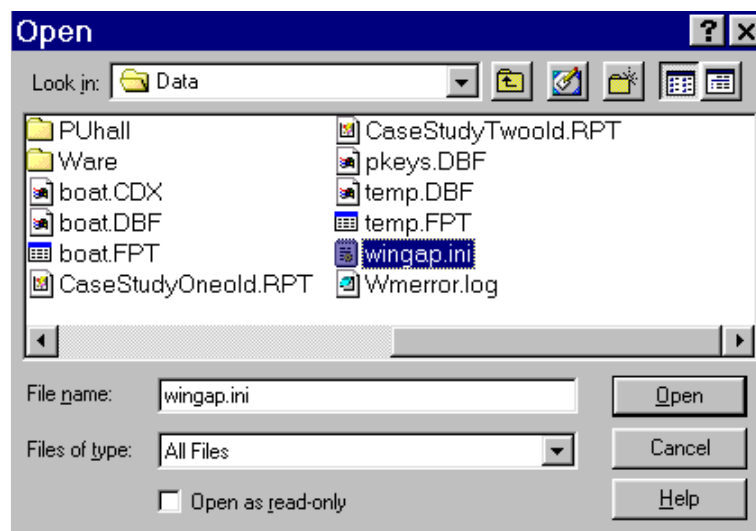 Open
Look in: Data
PUhall
Ware
boat.CDX
boat.DBF
boat.FPT
CaseStudyOneold.RPT
CaseStudyTwoold.RPT
pkeys.DBF
temp.DBF
temp.FPT
wingap.ini
Wmerror.log
File name: wingap.ini Open
Files of type: All Files Cancel
Open as read-only Help